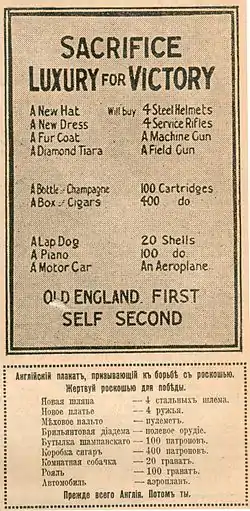 SACRIFICE
LUXURY FOR VICTORY
A New Hat Will buy 4 Steel Helmets
A New Dress 4 Service Rifles
A Fur Coat A Machine Gun
A Diamond Tiara A Field Gun
A Bottle of Champagne 100 Cartridges
A Box of Cigars 400 do
A Lap Dog 20 Shells
A Piano 100 do
A Motor Car An Aeroplane
OLD ENGLAND FIRST
SELF SECOND
Англійскій плакатъ, призывающій къ борьбѣ съ роскошью.
Жертвуй роскошью для побѣды.
Новая шляпа — 4 стальныхъ шлема.
Новое платье — 4 ружья.
Мѣховое пальто — пулеметъ.
Брильянтовая діадема — полевое орудіе.
Бутылка шампанскаго — 100 патроновъ.
Коробка сигаръ — 400 патроновъ.
Комнатная собачка — 20 гранатъ.
Рояль — 100 гранатъ.
Автомобиль — аэропланъ.
Прежде всего Англія. Потомъ ты.